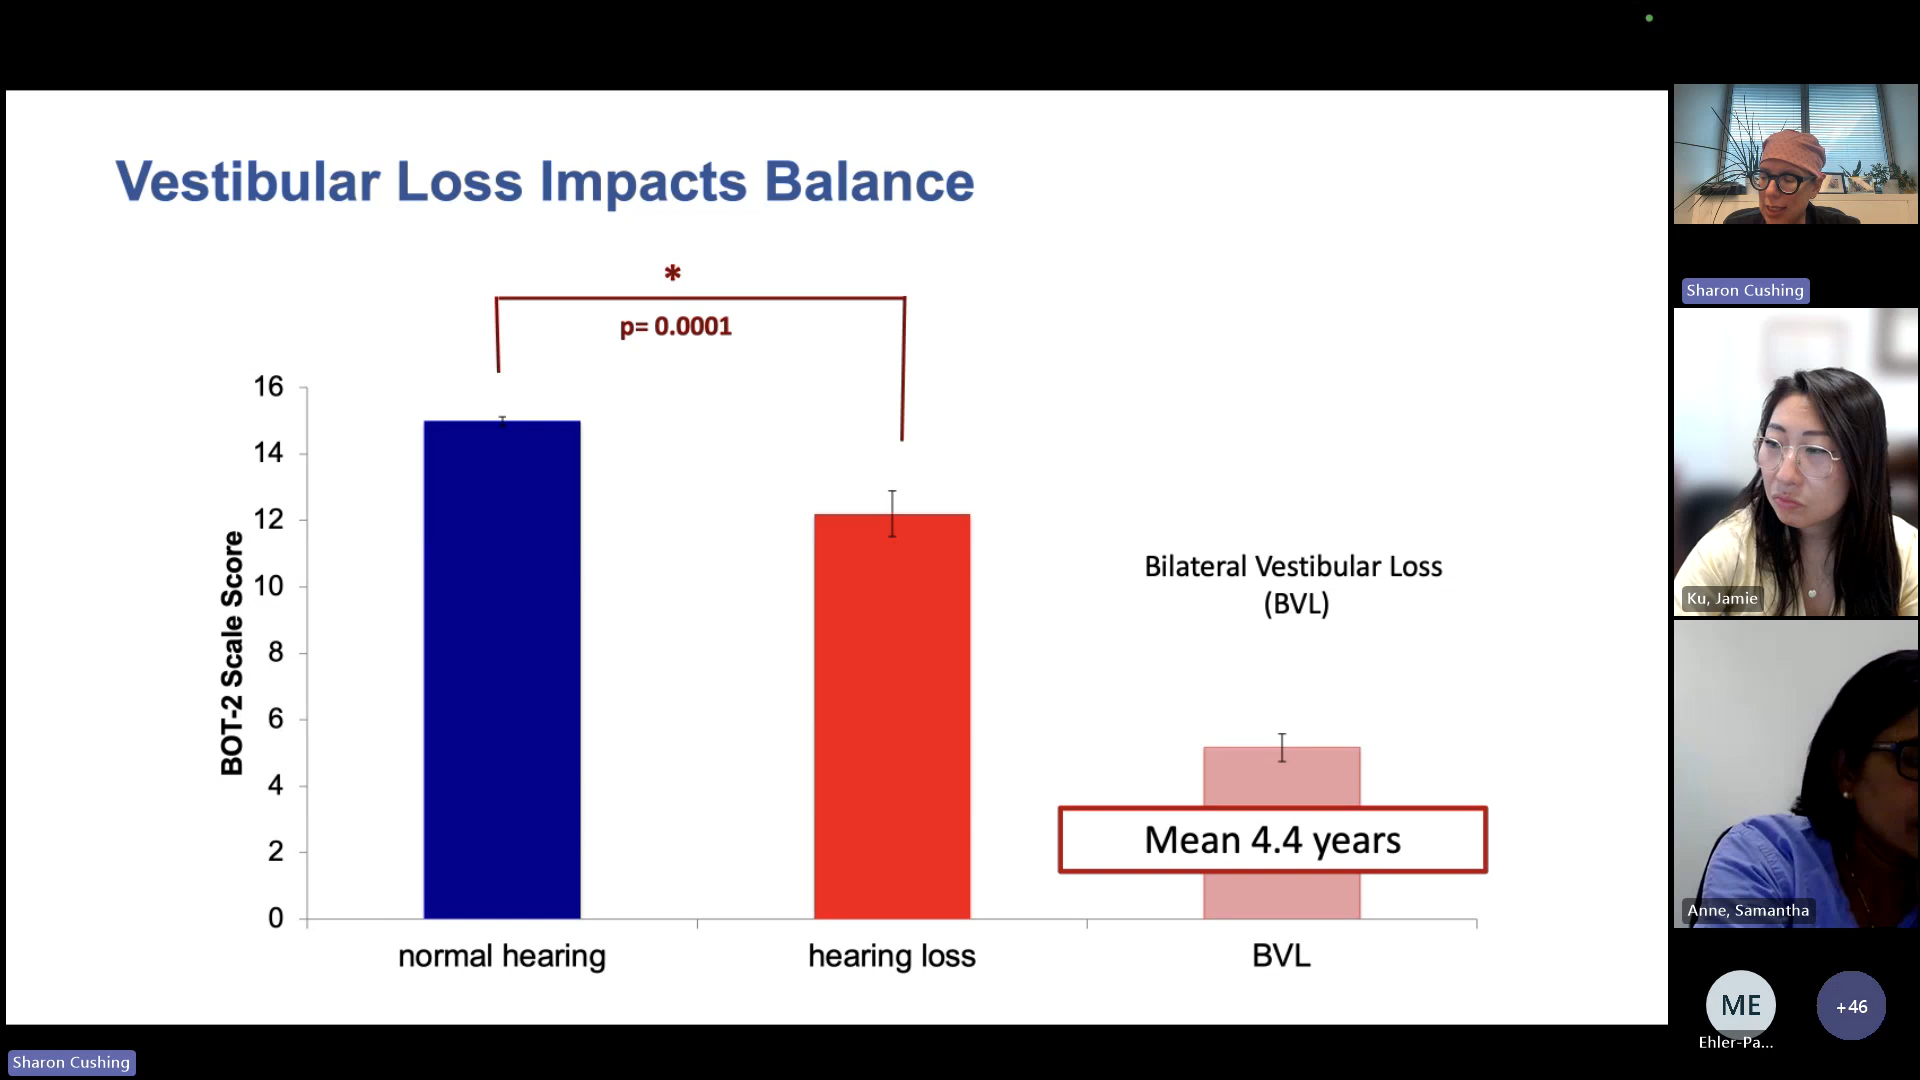 Vestibular Loss Impacts Balance
*
p= 0.0001
16
14
12
10
8
6
4
2
0
BOT-2 Scale Score
Bilateral Vestibular Loss
(BVL)
Mean 4.4 years
normal hearing
hearing loss
BVL
Sharon Cushing
Sharon Cushing
Ku, Jamie
Anne, Samantha
ME
Ehler-Pa...
+46